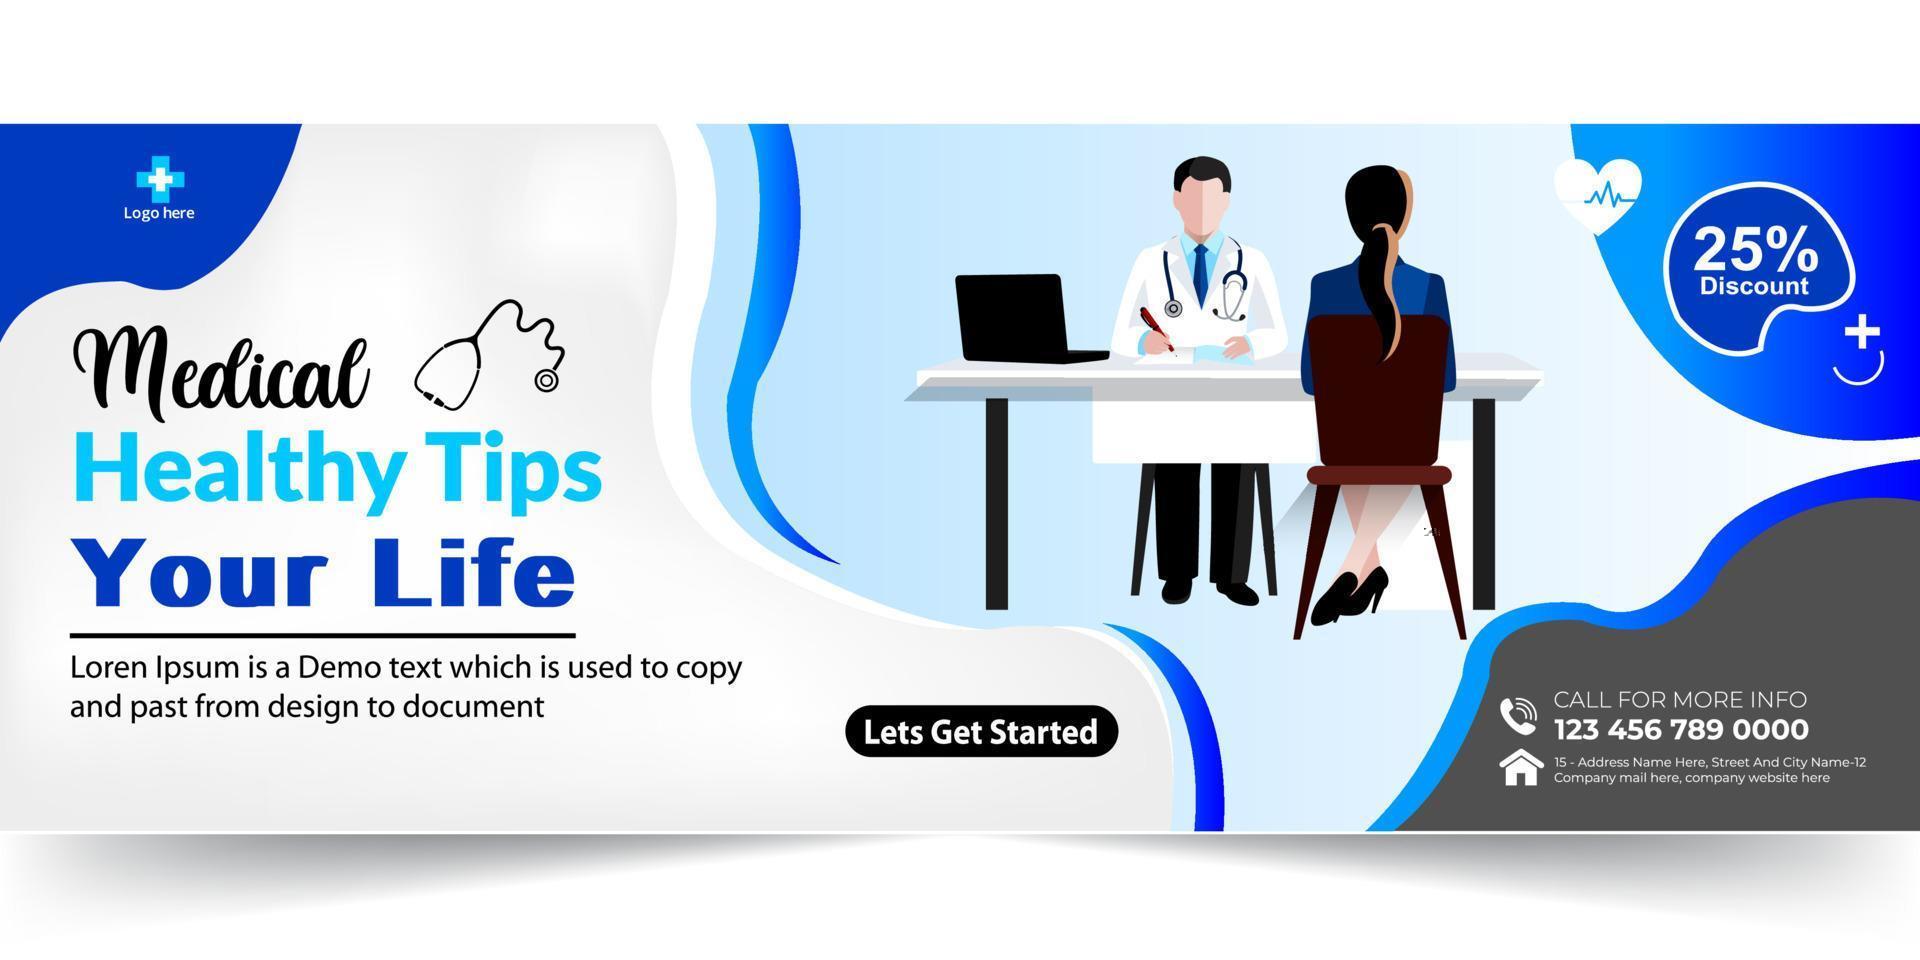 Logo here
Medical
Healthy Tips
Your Life
Loren Ipsum is a Demo text which is used to copy
and past from design to document
Lets Get Started
25%
Discount
CALL FOR MORE INFO
123 456 789 0000
15 - Address Name Here, Street And City Name-12
Company mail here, company website here